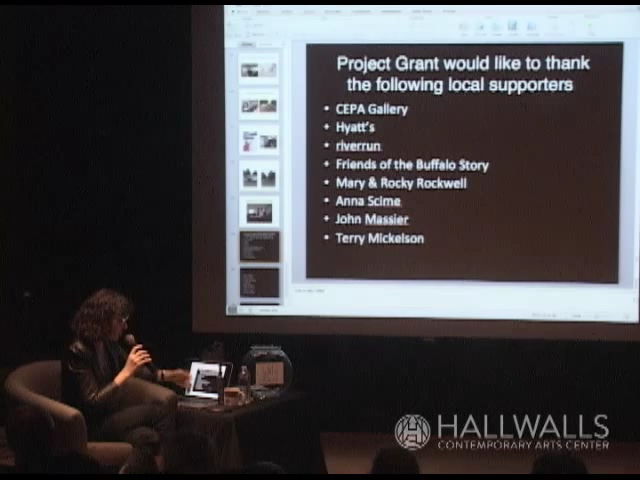 Project Grant would like to thank
the following local supporters
• CEPA Gallery
• Hyatt's
• riverrun
• Friends of the Buffalo Story
• Mary & Rocky Rockwell
• Anna Scime
• John Massier
• Terry Mickelson
HALLWALLS
CONTEMPORARY ARTS CENTER